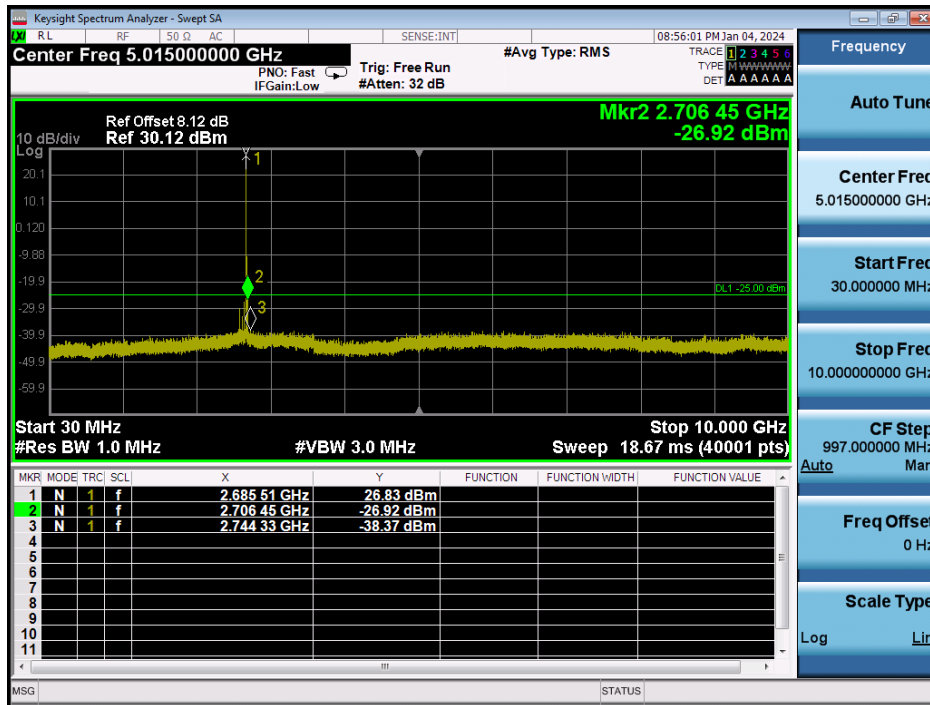 Keysight Spectrum Analyzer - Swept SA
LXI RL RF 50 Ω AC SENSE:INT 08:56:01 PM Jan 04, 2024
Center Freq 5.015000000 GHz
PNO: Fast
IFGain:Low
Trig: Free Run
#Atten: 32 dB
#Avg Type: RMS
TRACE 1 2 3 4 5 6
TYPE M WWWWW
DET A A A A A A
Mkr2 2.706 45 GHz
-26.92 dBm
Ref Offset 8.12 dB
10 dB/div Ref 30.12 dBm
Log
20.1
10.1
0.120
-9.88
-19.9
-29.9
-39.9
-49.9
-59.9
1
2
3
DL1 -25.00 dBm
Start 30 MHz Stop 10.000 GHz
#Res BW 1.0 MHz #VBW 3.0 MHz Sweep 18.67 ms (40001 pts)
MKR MODE TRC SCL X Y FUNCTION FUNCTION WIDTH FUNCTION VALUE
1 N 1 f 2.685 51 GHz 26.83 dBm
2 N 1 f 2.706 45 GHz -26.92 dBm
3 N 1 f 2.744 33 GHz -38.37 dBm
4
5
6
7
8
9
10
11
MSG STATUS
Frequency
Auto Tune
Center Freq
5.015000000 GHz
Start Freq
30.000000 MHz
Stop Freq
10.000000000 GHz
CF Step
997.000000 MHz
Auto Man
Freq Offset
0 Hz
Scale Type
Log Lin